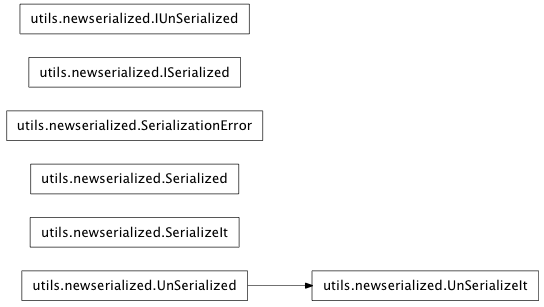 utils.newserialized.IUnSerialized
utils.newserialized.ISerialized
utils.newserialized.SerializationError
utils.newserialized.Serialized
utils.newserialized.SerializeIt
utils.newserialized.UnSerialized
utils.newserialized.UnSerializeIt